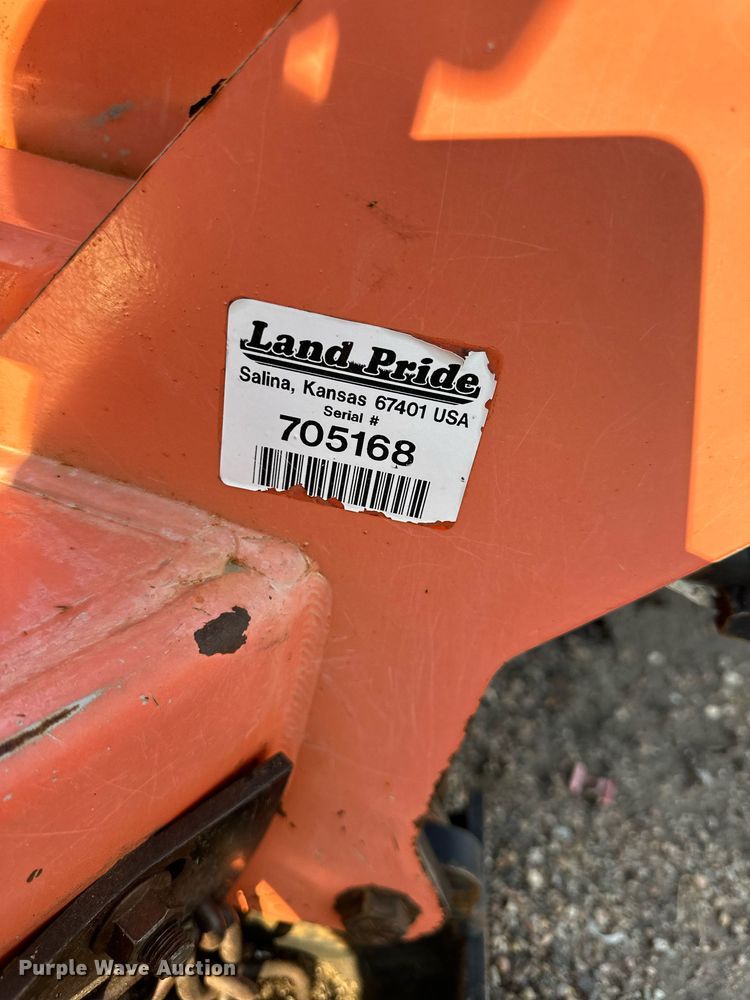 Land Pride
Salina, Kansas 67401 USA
Serial #
705168
Purple Wave Auction